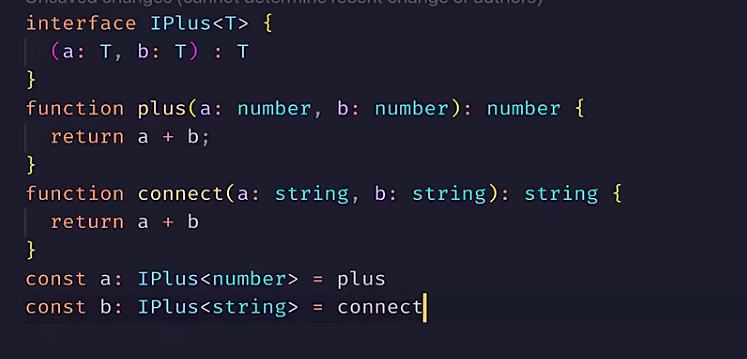 Unsaved changes (cannot determine recent change or authors)
interface IPlus<T> {
  (a: T, b: T) : T
}
function plus(a: number, b: number): number {
  return a + b;
}
function connect(a: string, b: string): string {
  return a + b
}
const a: IPlus<number> = plus
const b: IPlus<string> = connect